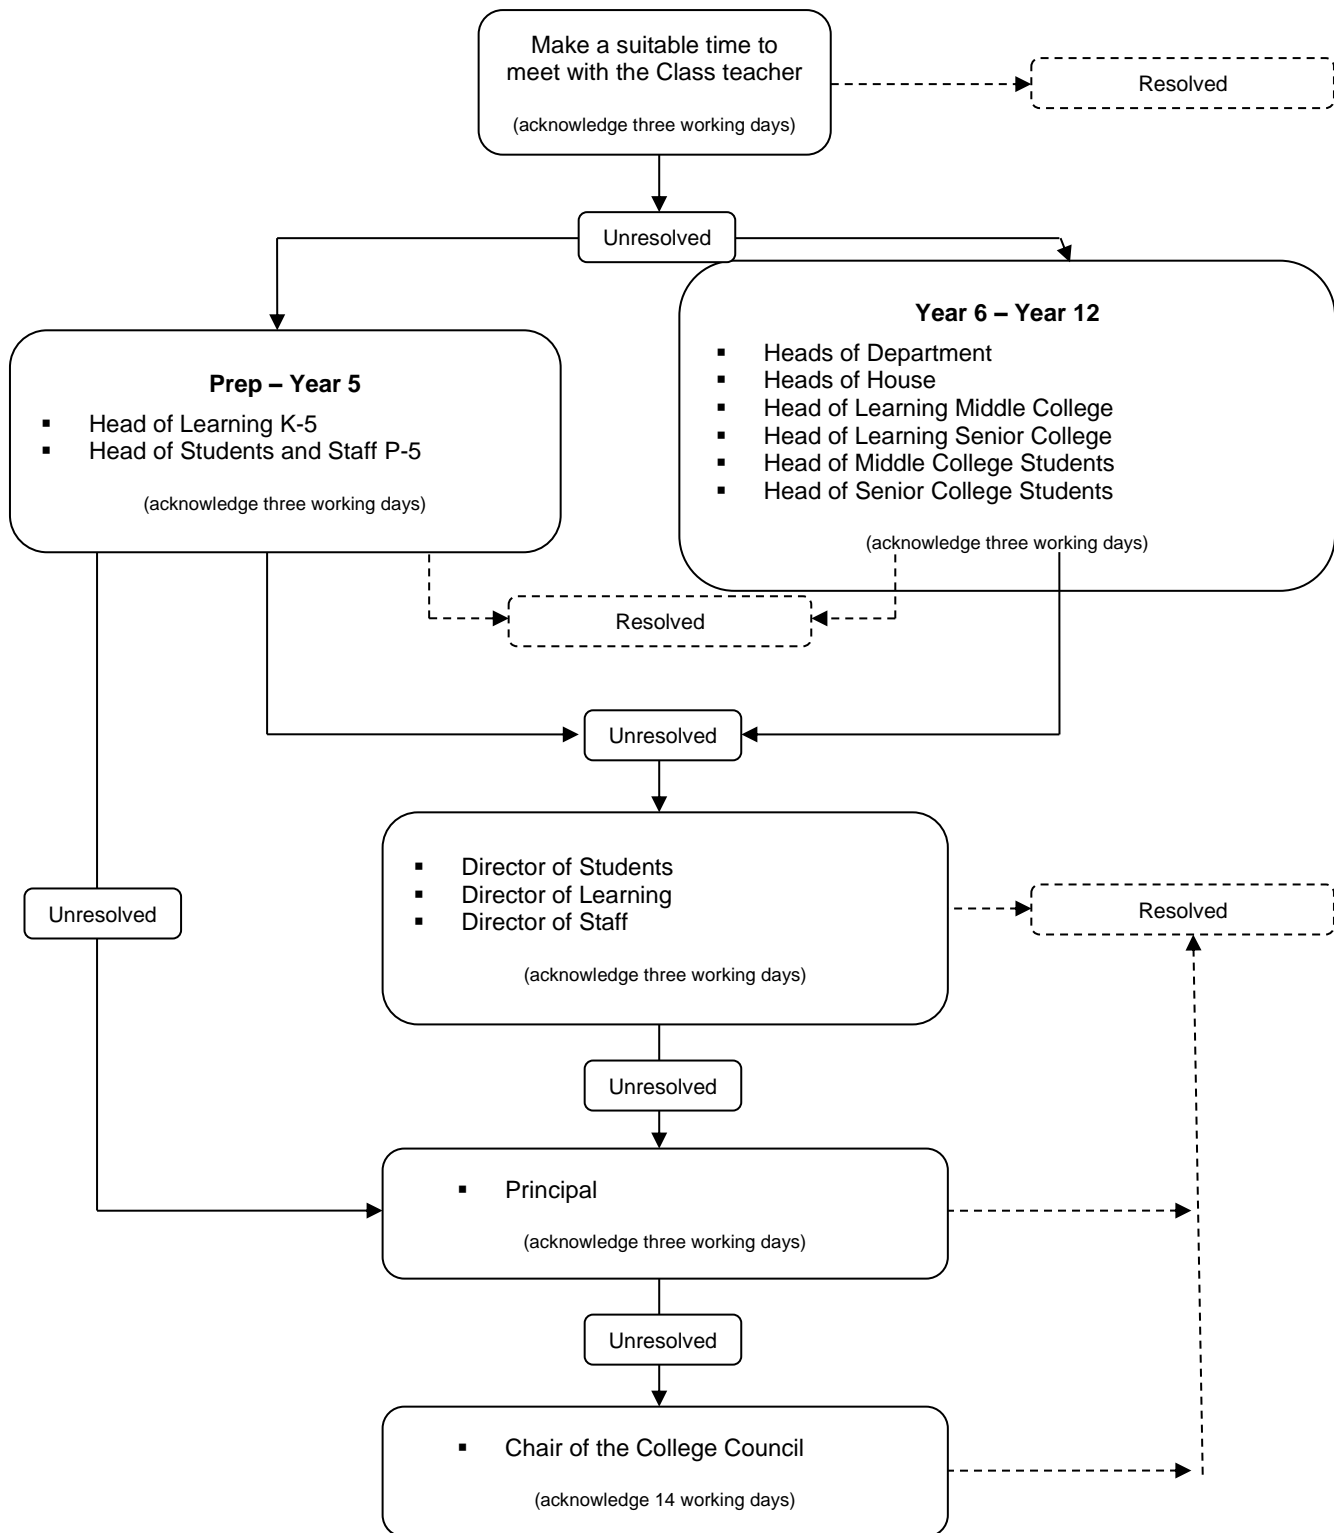 Make a suitable time to
meet with the Class teacher
(acknowledge three working days)
Resolved
Unresolved
Year 6 – Year 12
▪ Heads of Department
▪ Heads of House
▪ Head of Learning Middle College
▪ Head of Learning Senior College
▪ Head of Middle College Students
▪ Head of Senior College Students
(acknowledge three working days)
Prep – Year 5
▪ Head of Learning K-5
▪ Head of Students and Staff P-5
(acknowledge three working days)
Resolved
Unresolved
▪ Director of Students
▪ Director of Learning
▪ Director of Staff
(acknowledge three working days)
Resolved
Unresolved
Unresolved
▪ Principal
(acknowledge three working days)
Unresolved
▪ Chair of the College Council
(acknowledge 14 working days)